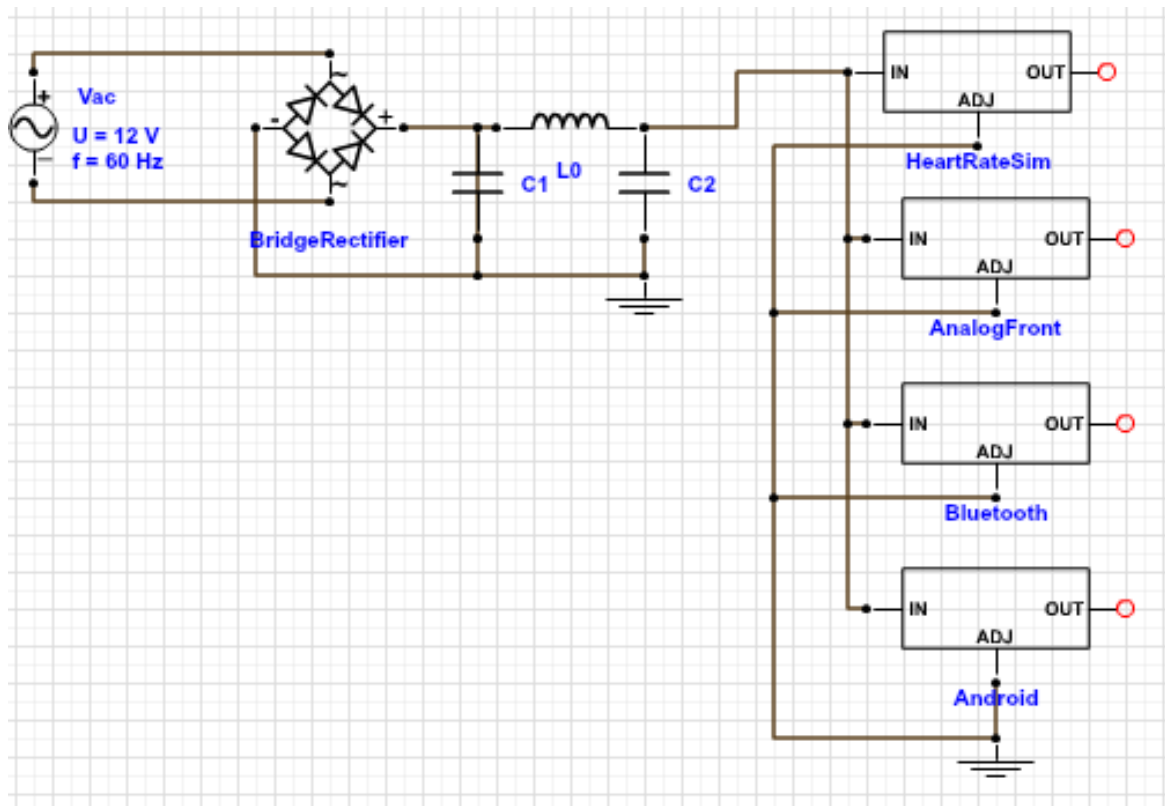 Vac
U = 12 V
f = 60 Hz
+
−
~
-
+
~
BridgeRectifier
C1
L0
C2
IN
OUT
ADJ
HeartRateSim
IN
OUT
ADJ
AnalogFront
IN
OUT
ADJ
Bluetooth
IN
OUT
ADJ
Android